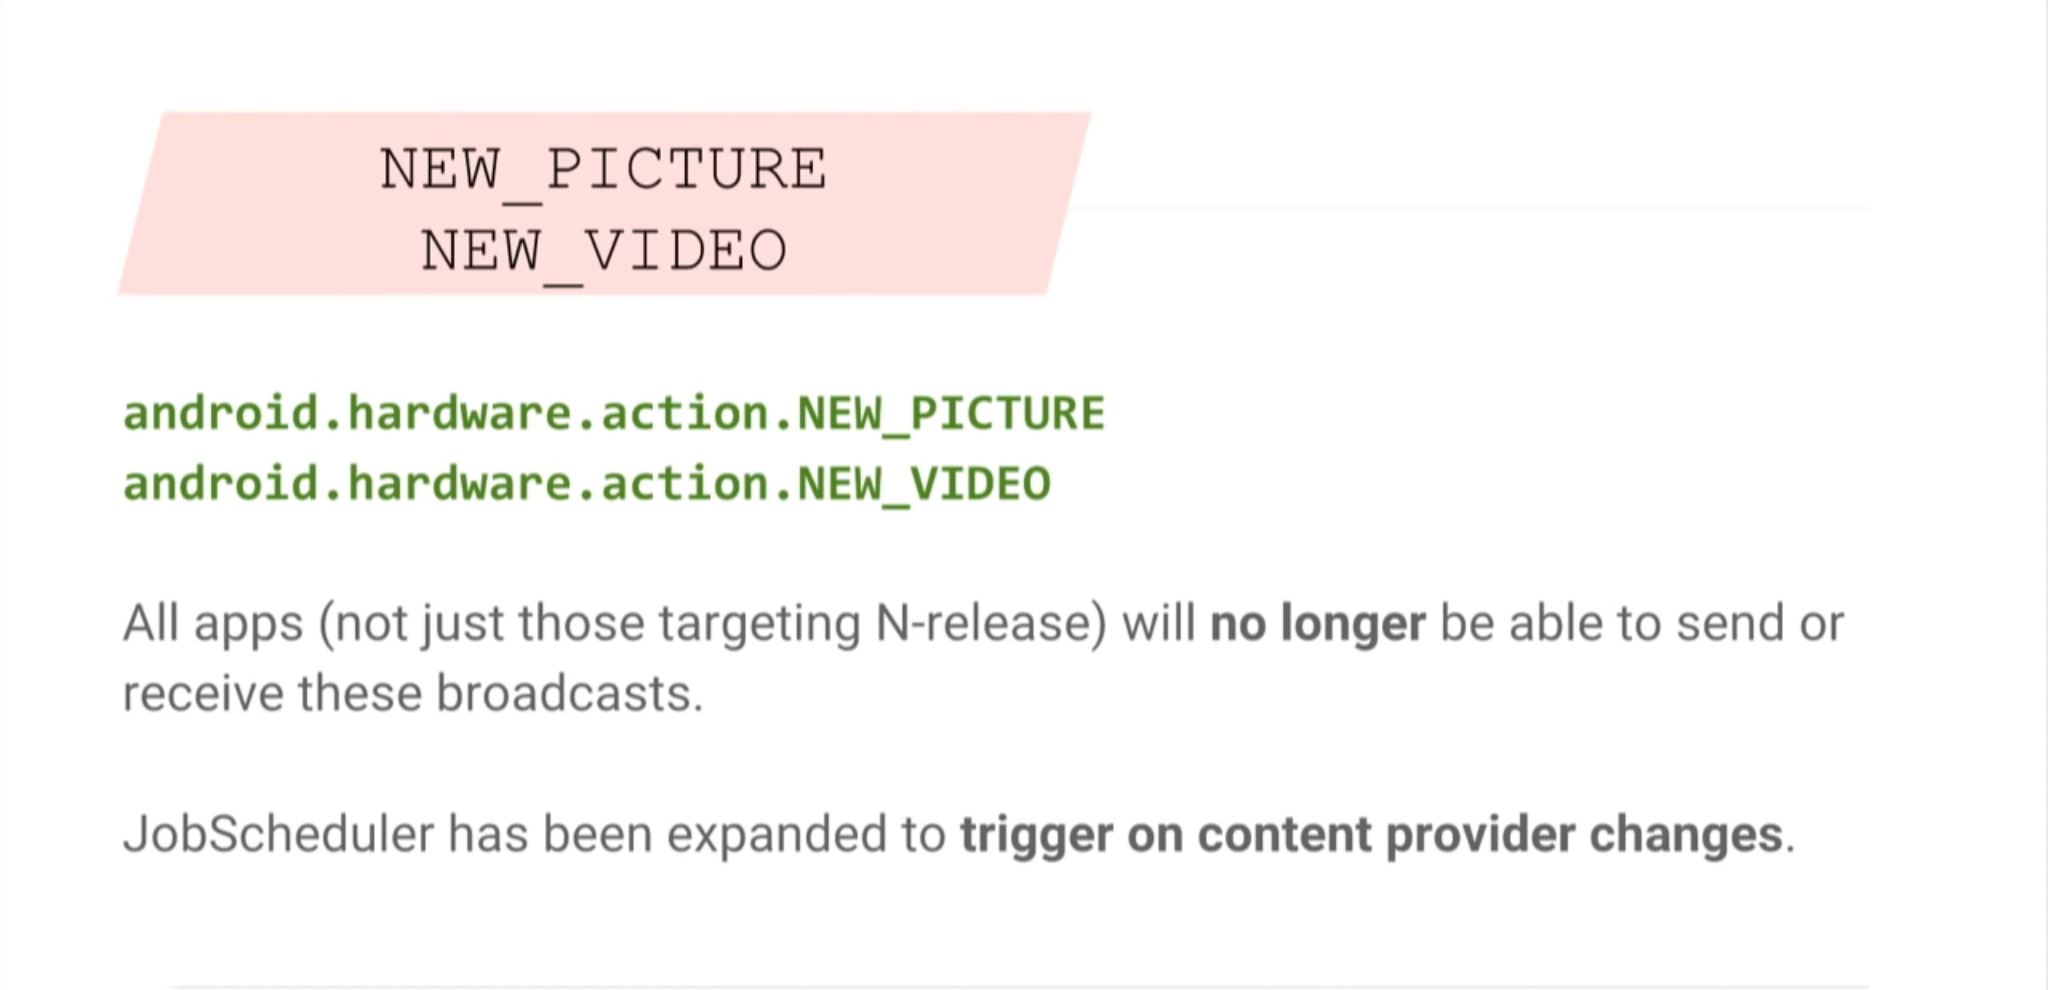 NEW_PICTURE
NEW_VIDEO
android.hardware.action.NEW_PICTURE
android.hardware.action.NEW_VIDEO
All apps (not just those targeting N-release) will no longer be able to send or
receive these broadcasts.
JobScheduler has been expanded to trigger on content provider changes.